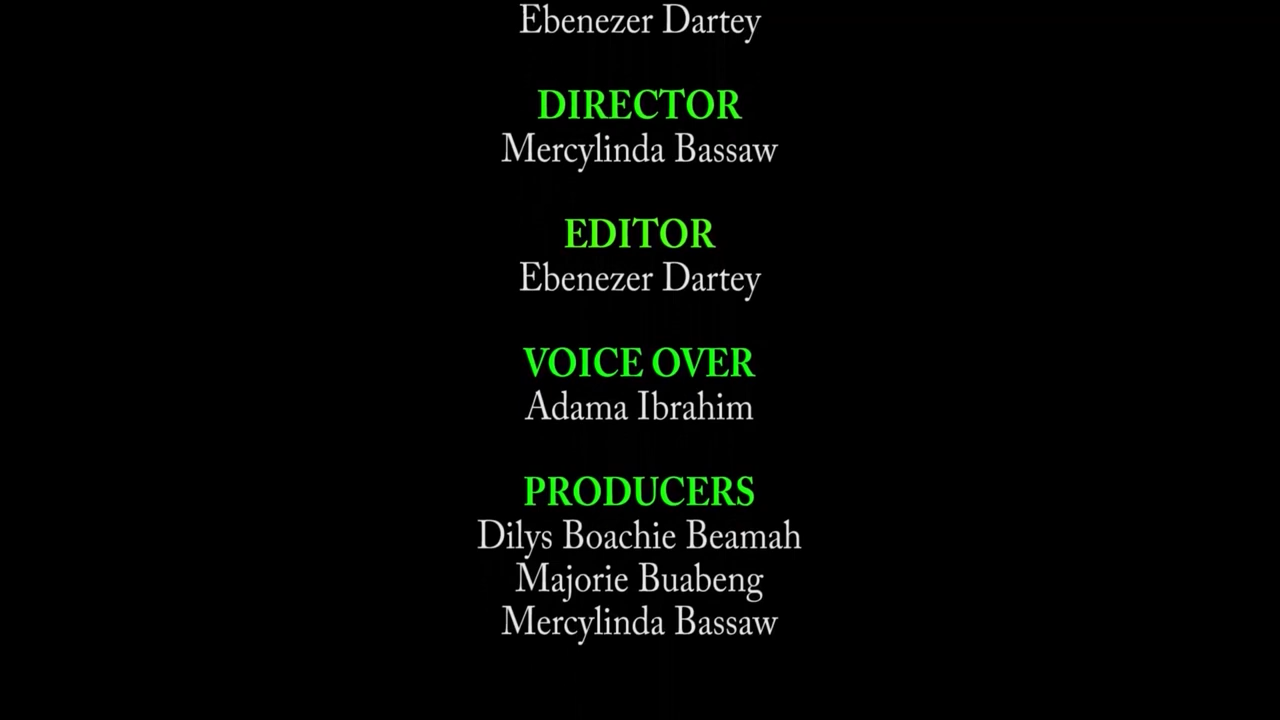 Ebenezer Dartey
DIRECTOR
Mercylinda Bassaw
EDITOR
Ebenezer Dartey
VOICE OVER
Adama Ibrahim
PRODUCERS
Dilys Boachie Beamah
Majorie Buabeng
Mercylinda Bassaw